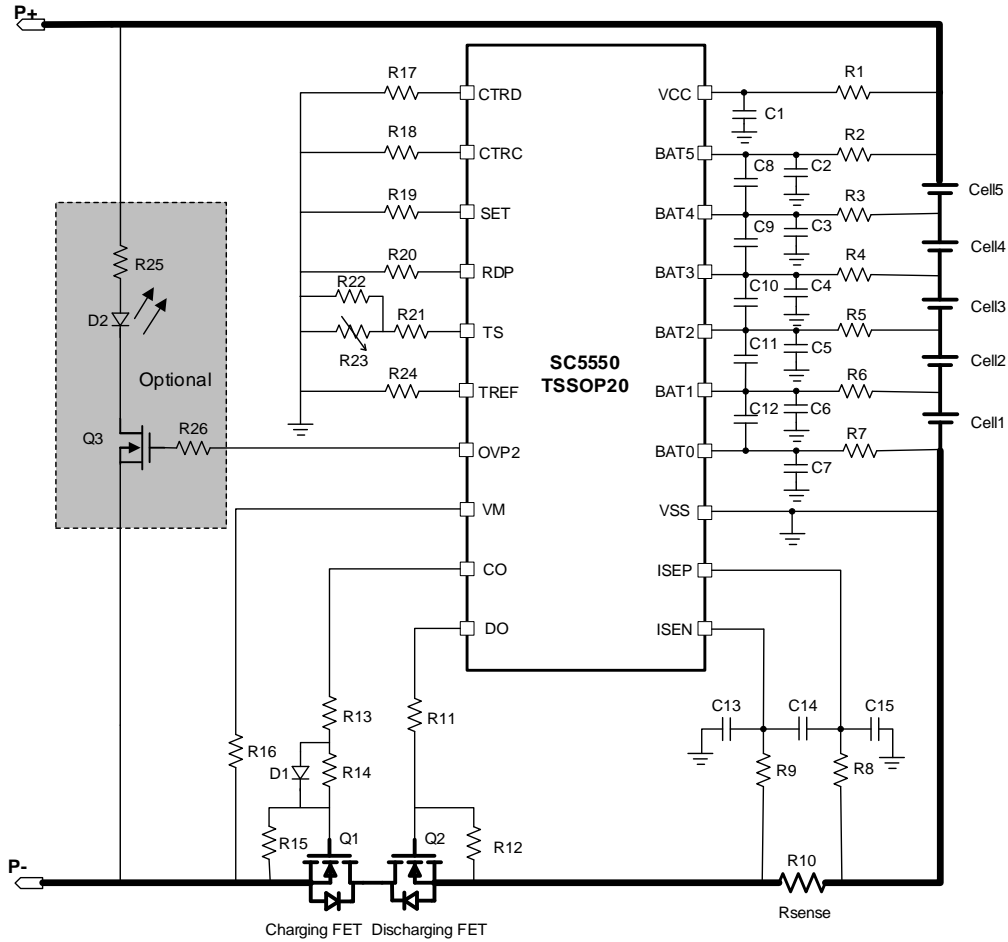 P+
R17
CTRD
VCC
R1
C1
R18
CTRC
BAT5
R2
C8
C2
R19
SET
BAT4
R3
Cell5
C9
C3
R20
RDP
BAT3
R4
Cell4
R25
R22
C10
C4
D2
R21
TS
BAT2
R5
Cell3
R23
SC5550
TSSOP20
C11
C5
Optional
R24
TREF
BAT1
R6
Cell2
C12
C6
Q3
R26
OVP2
BAT0
R7
Cell1
C7
VM
VSS
CO
ISEP
DO
ISEN
R13
R11
C13
C14
C15
R16
D1
R14
R9
R8
R15
Q1
Q2
R12
P-
R10
Charging FET
Discharging FET
Rsense